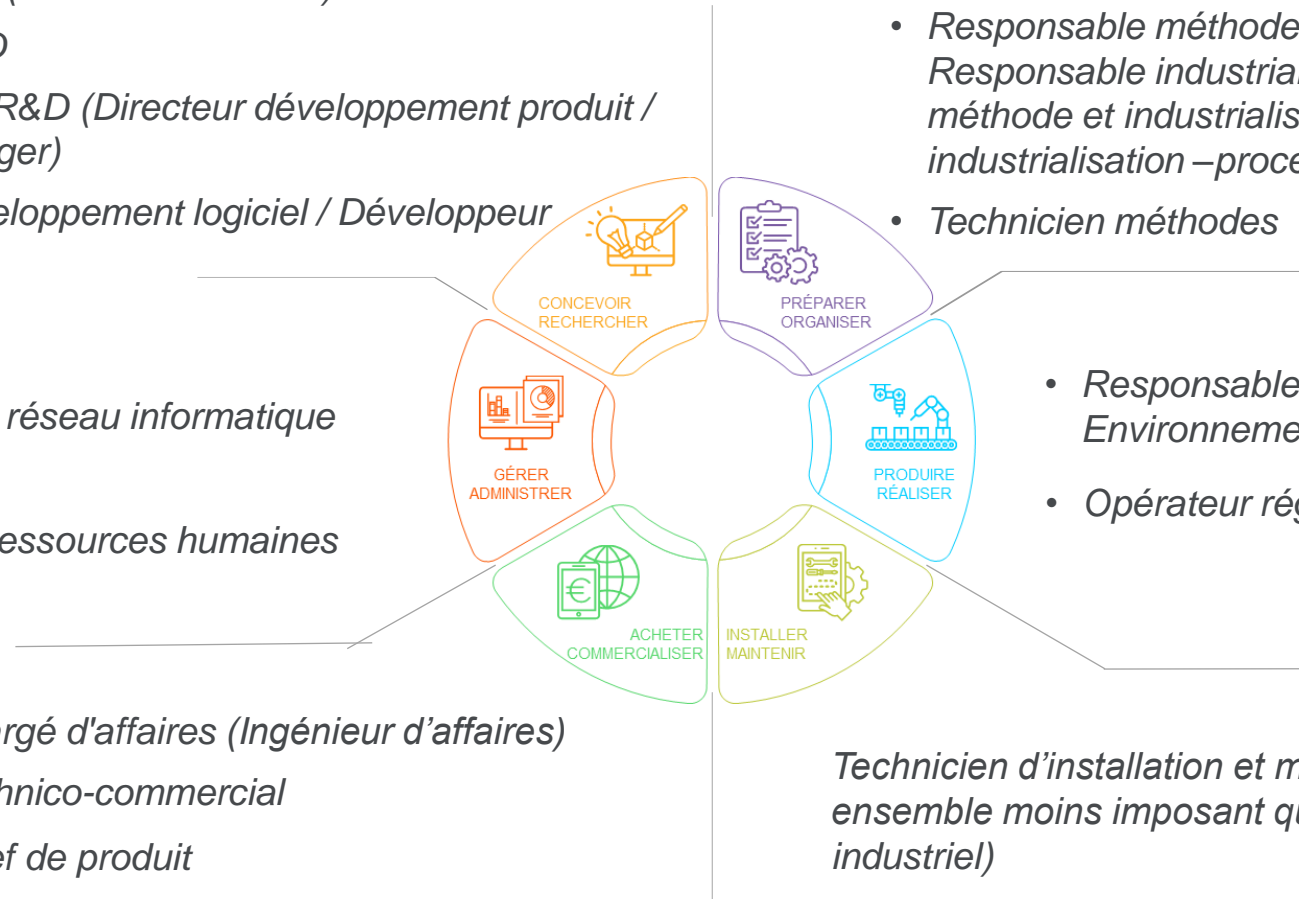 R&D (Directeur développement produit /
ger)
eloppement logiciel / Développeur
• Responsable méthode
Responsable industrial
méthode et industrialis
industrialisation –proce
• Technicien méthodes
CONCEVOIR
RECHERCHER
PRÉPARER
ORGANISER
réseau informatique
essources humaines
GÉRER
ADMINISTRER
PRODUIRE
RÉALISER
• Responsable
Environneme
• Opérateur rég
ACHETER
COMMERCIALISER
INSTALLER
MAINTENIR
argé d'affaires (Ingénieur d’affaires)
hnico-commercial
ef de produit
Technicien d’installation et m
ensemble moins imposant qu
industriel)